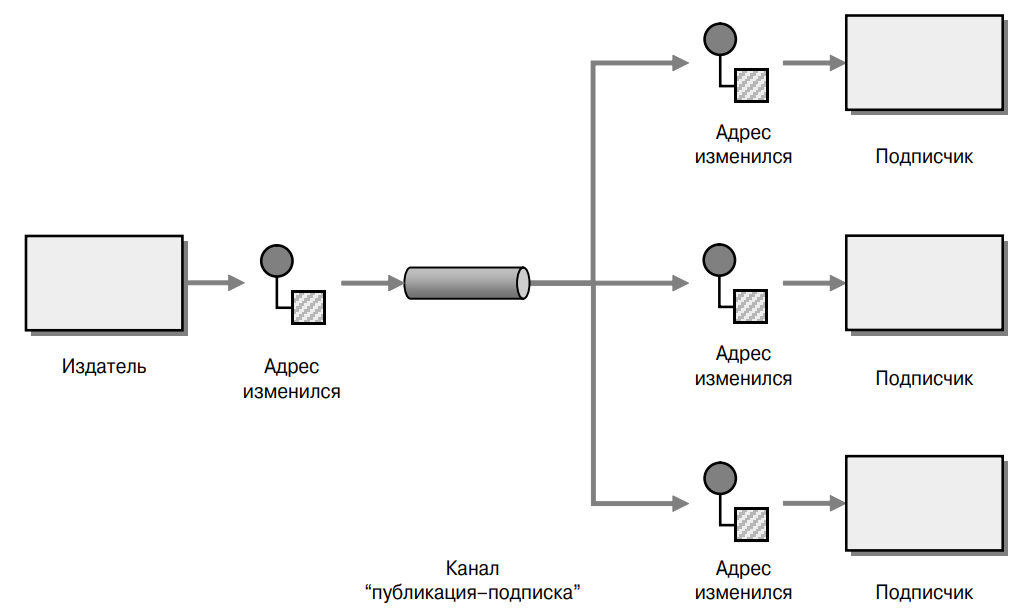 Адрес
изменился
Подписчик
Издатель
Адрес
изменился
Адрес
изменился
Подписчик
Канал
“публикация–подписка”
Адрес
изменился
Подписчик